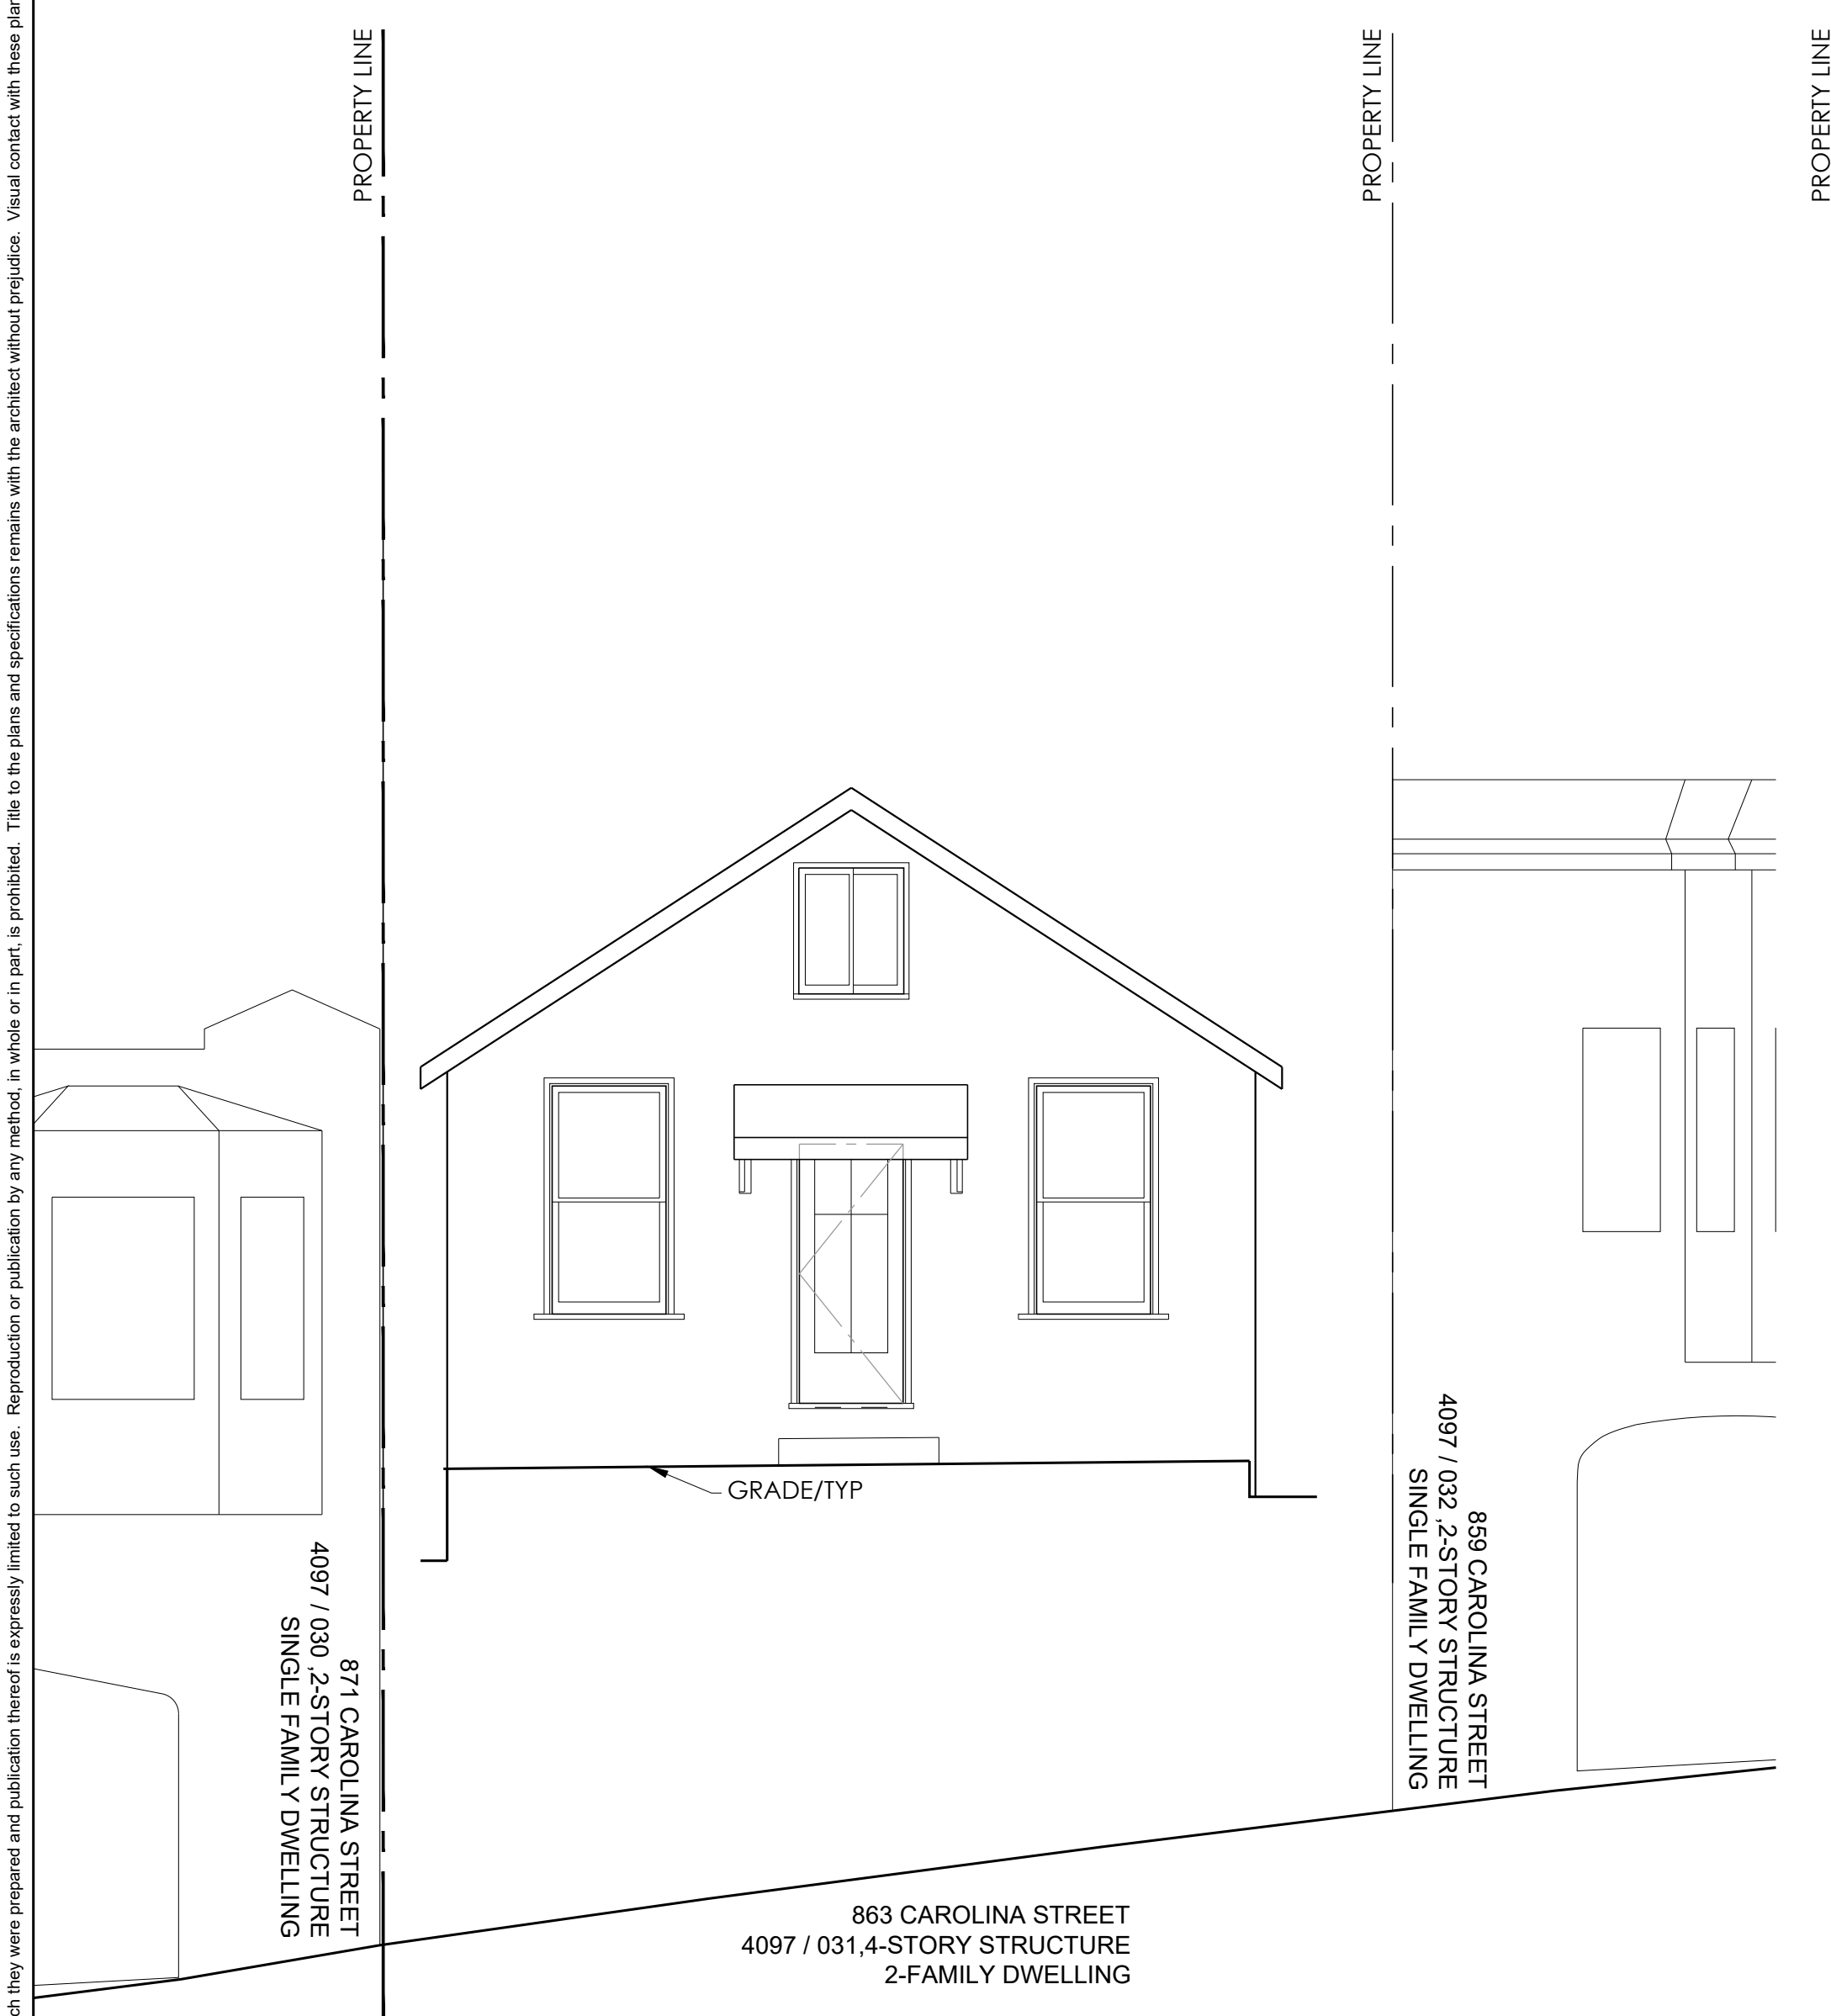 ch they were prepared and publication thereof is expressly limited to such use. Reproduction or publication by any method, in whole or in part, is prohibited. Title to the plans and specifications remains with the architect without prejudice. Visual contact with these
PROPERTY LINE
PROPERTY LINE
PROPERTY LINE
GRADE/TYP
871 CAROLINA STREET
4097 / 030 ,2-STORY STRUCTURE
SINGLE FAMILY DWELLING
859 CAROLINA STREET
4097 / 032 ,2-STORY STRUCTURE
SINGLE FAMILY DWELLING
863 CAROLINA STREET
4097 / 031,4-STORY STRUCTURE
2-FAMILY DWELLING